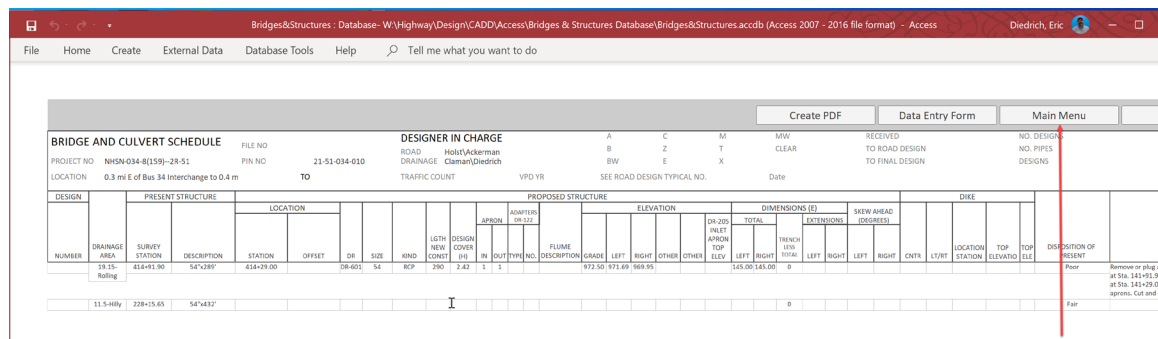 Bridges&Structures : Database- W:\Highway\Design\CADD\Access\Bridges & Structures Database\Bridges&Structures.accdb (Access 2007 - 2016 file format) - Access Diedrich, Eric
File Home Create External Data Database Tools Help Tell me what you want to do
Create PDF Data Entry Form Main Menu
BRIDGE AND CULVERT SCHEDULE FILE NO DESIGNER IN CHARGE A C M MW RECEIVED NO. DESIGNS
ROAD Holst\Ackerman B Z T CLEAR TO ROAD DESIGN NO. PIPES
PROJECT NO NHSN-034-8(159)--2R-51 PIN NO 21-51-034-010 DRAINAGE Claman\Diedrich BW E X TO FINAL DESIGN DESIGNS
LOCATION 0.3 mi E of Bus 34 Interchange to 0.4 m TO TRAFFIC COUNT VPD YR SEE ROAD DESIGN TYPICAL NO. Date
DESIGN PRESENT STRUCTURE PROPOSED STRUCTURE DIKE
LOCATION APRON ADAPTERS DR-122 ELEVATION DIMENSIONS (E) SKEW AHEAD (DEGREES)
TOTAL EXTENSIONS
NUMBER DRAINAGE AREA SURVEY STATION DESCRIPTION STATION OFFSET DR SIZE KIND LGTH NEW CONST DESIGN COVER (H) IN OUT TYPE NO. FLUME DESCRIPTION GRADE LEFT RIGHT OTHER OTHER DR-205 INLET APRON TOP ELEV LEFT RIGHT TRENCH LESS TOTAL LEFT RIGHT LEFT RIGHT CNTR LT/RT LOCATION STATION TOP ELEVATIO TOP ELE DISPOSITION OF PRESENT
19.15-Rolling 414+91.90 54"x289' 414+29.00 DR-601 54 RCP 290 2.42 1 1 972.50 971.69 969.95 145.00 145.00 0 Poor Remove or plug a
at Sta. 141+91.9
at Sta. 141+29.0
aprons. Cut and
11.5-Hilly 228+15.65 54"x432' 0 Fair